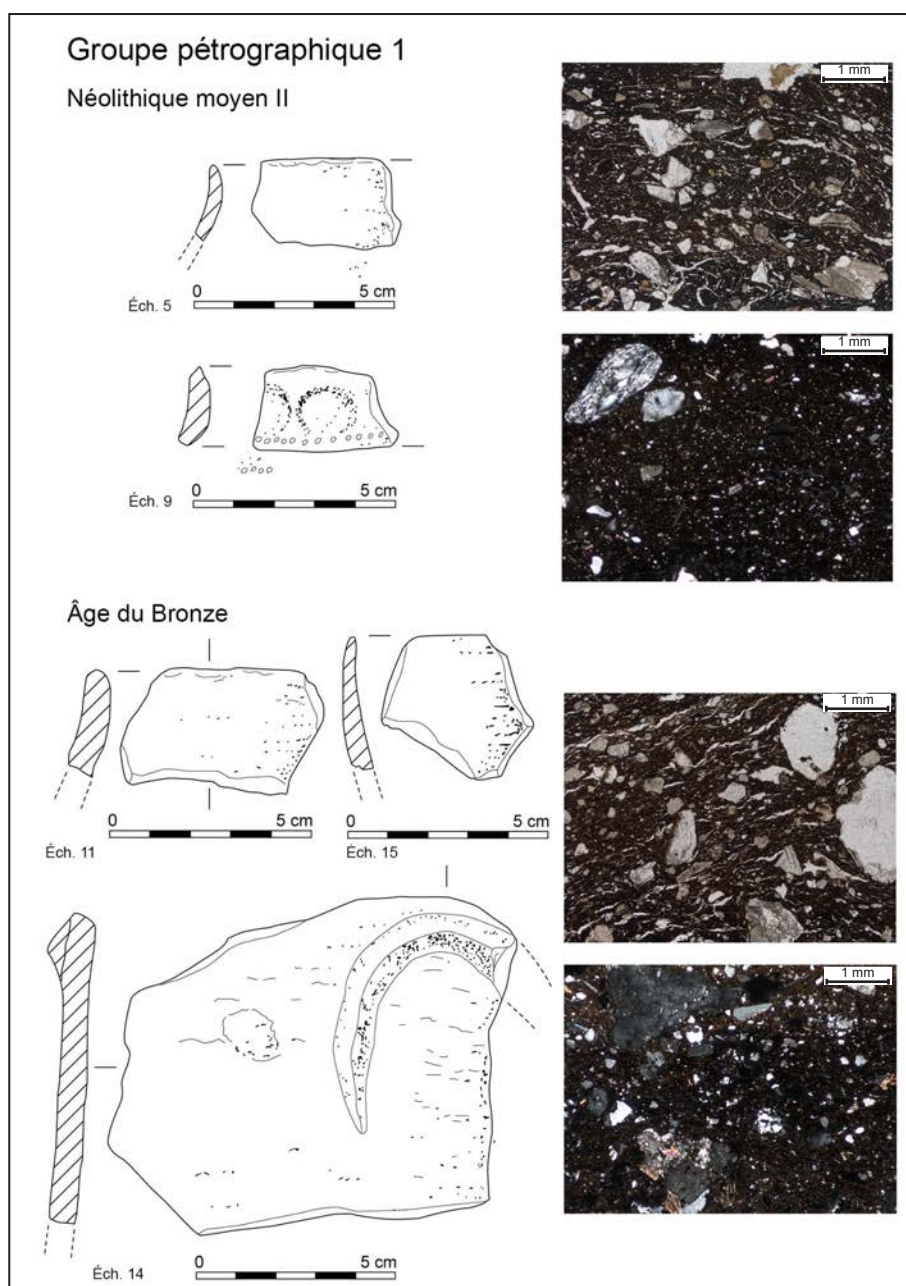 Groupe pétrographique 1
Néolithique moyen II
1 mm
0 5 cm
Éch. 5
1 mm
0 5 cm
Éch. 9
Âge du Bronze
1 mm
0 5 cm
0 5 cm
Éch. 11
Éch. 15
1 mm
0 5 cm
Éch. 14